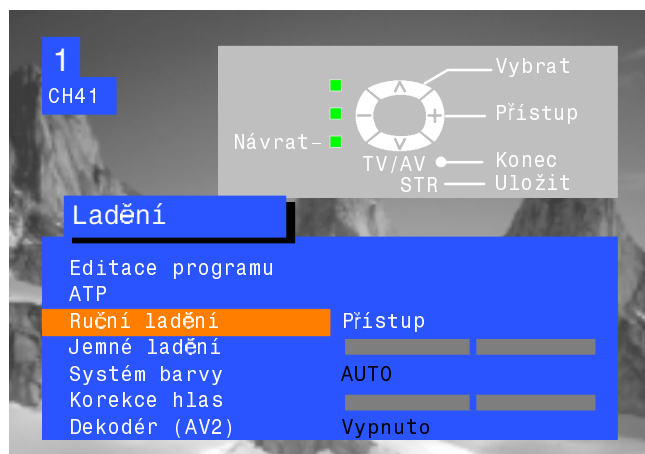 1
CH41
Vybrat
Přístup
Návrat
TV/AV Konec
STR Uložit
Ladění
Editace programu
ATP
Ruční ladění Přístup
Jemné ladění
Systém barvy AUTO
Korekce hlas
Dekodér (AV2) Vypnuto